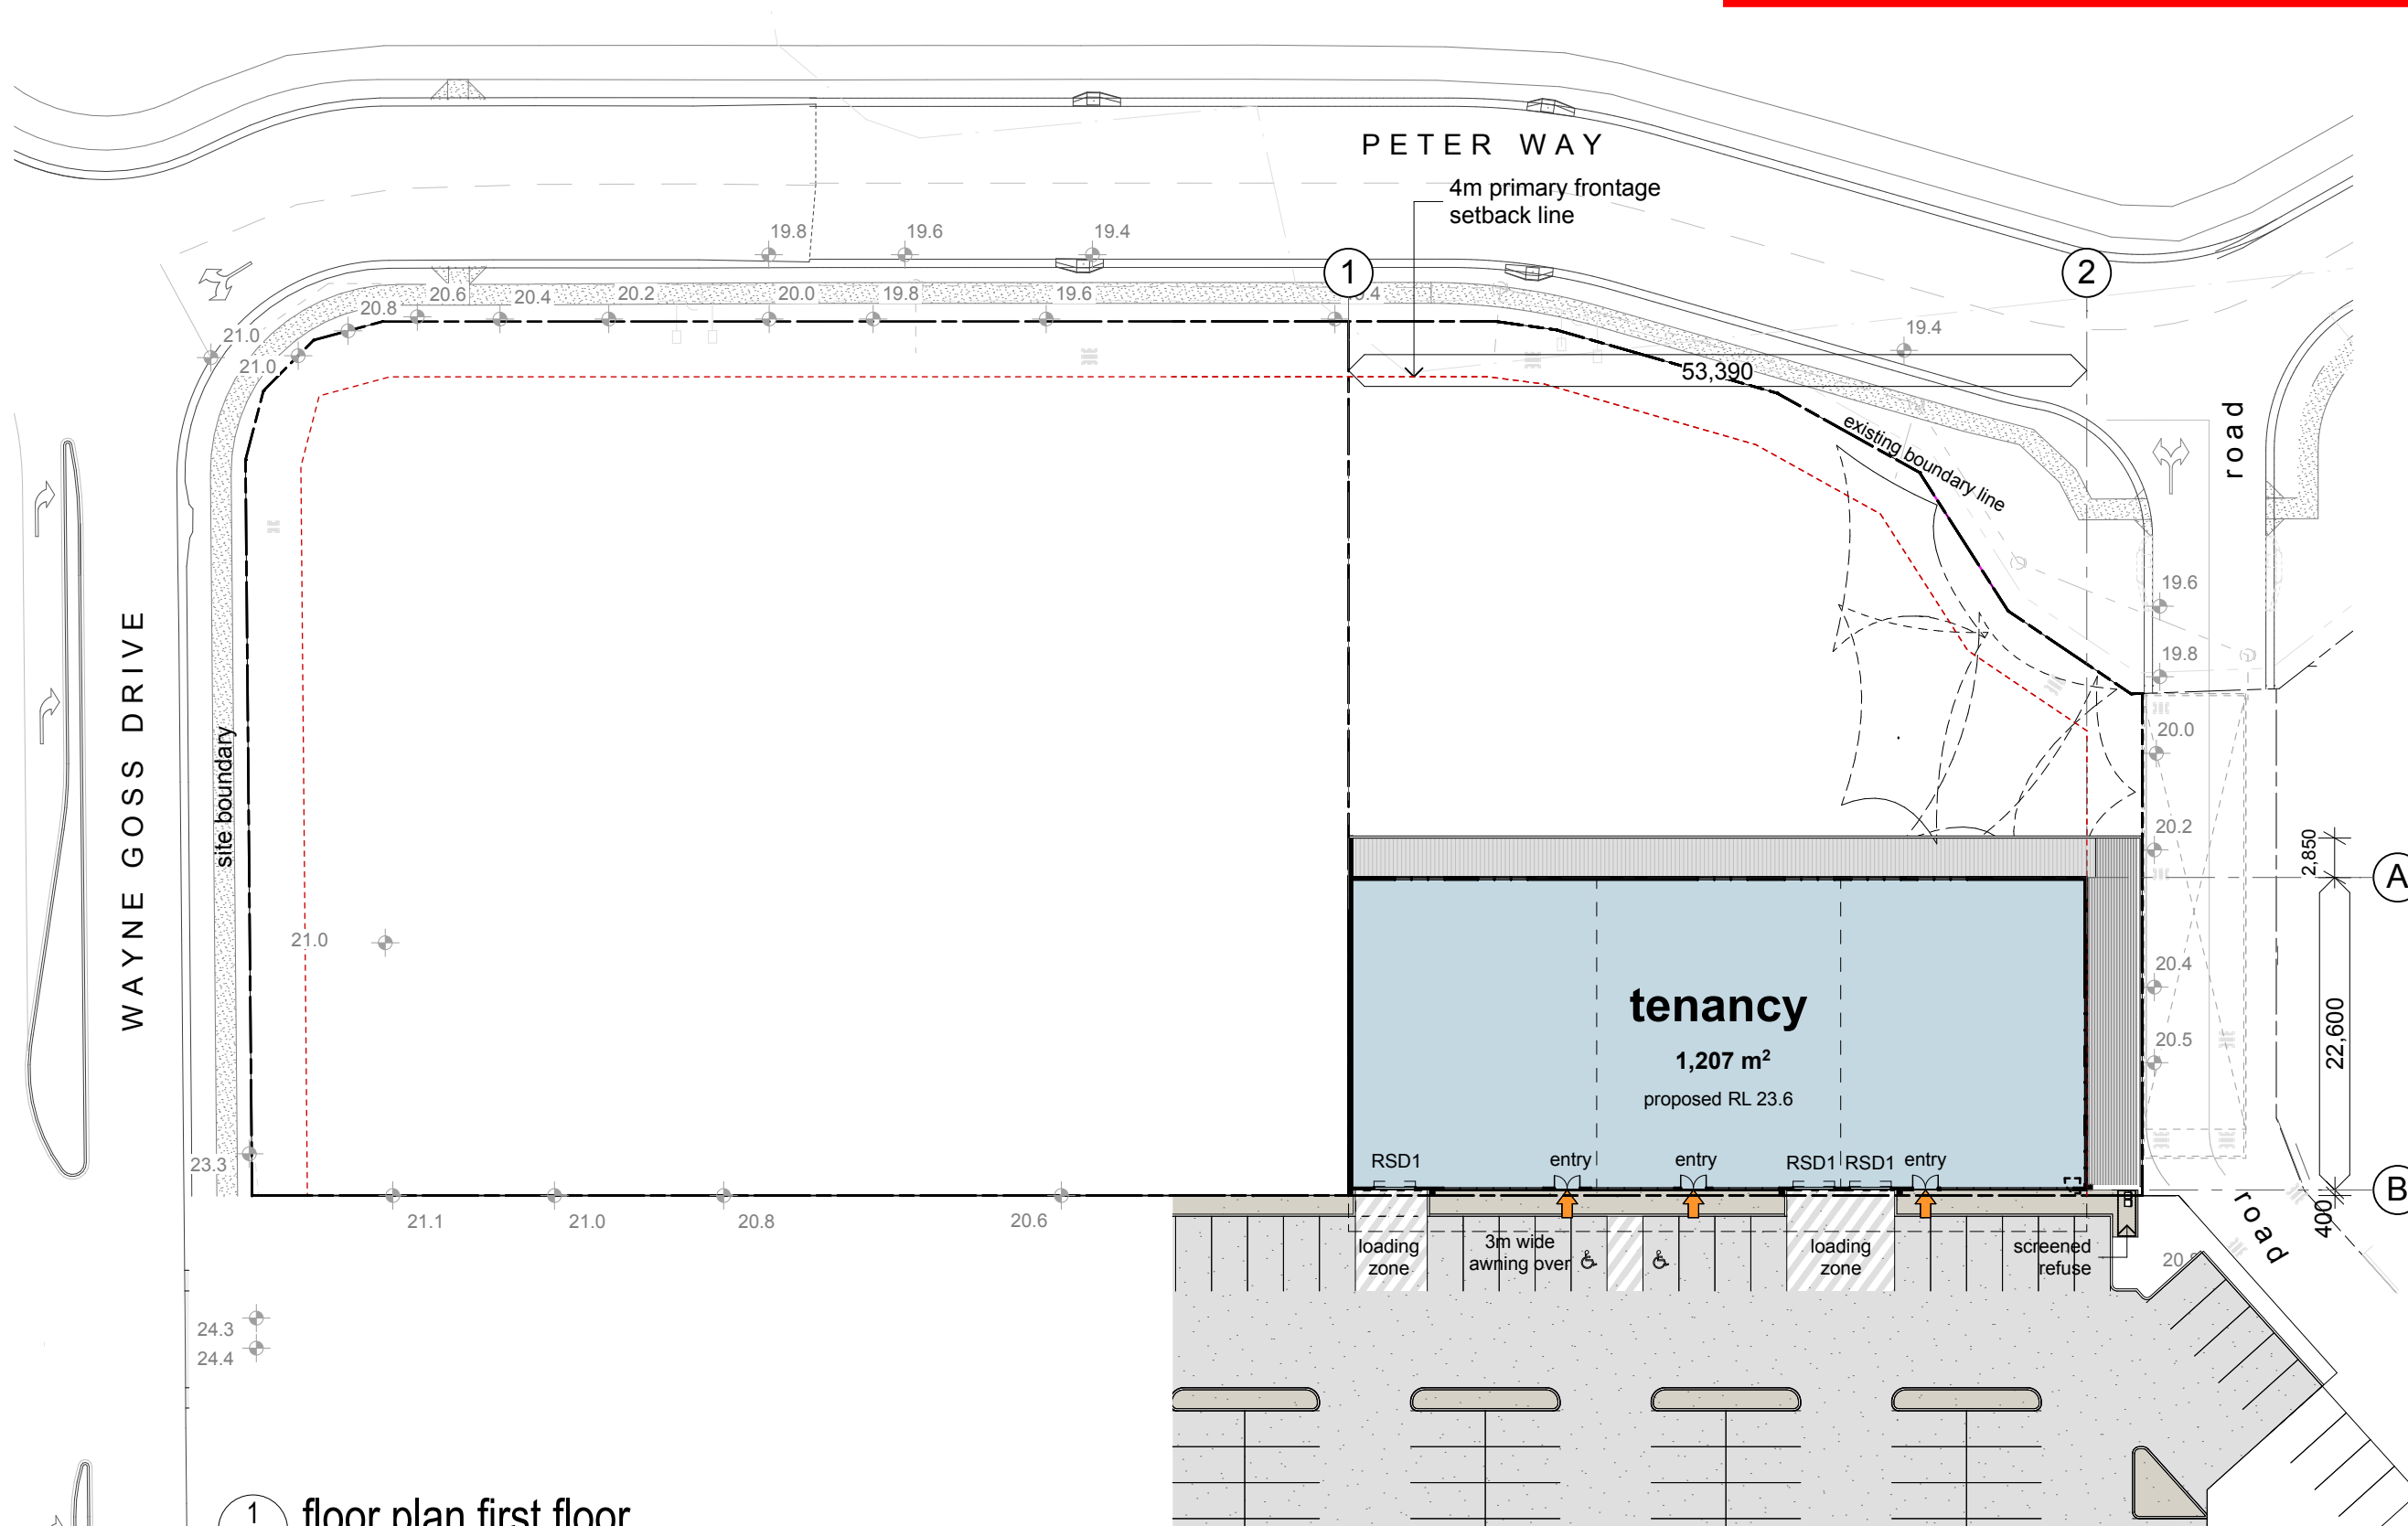 PETER WAY
4m primary frontage
setback line
19.8
19.6
19.4
1
2
20.8
20.6
20.4
20.2
20.0
19.8
19.6
21.0
21.0
19.4
53,390
existing boundary line
road
WAYNE GOSS DRIVE
site boundary
19.6
19.8
20.0
20.2
2,850
A
21.0
20.4
tenancy
1,207 m²
proposed RL 23.6
20.5
22,600
23.3
RSD1
entry
entry
RSD1
RSD1
entry
B
400
road
21.1
21.0
20.8
20.6
loading
zone
3m wide
awning over
loading
zone
screened
refuse
24.3
24.4
1
floor plan first floor